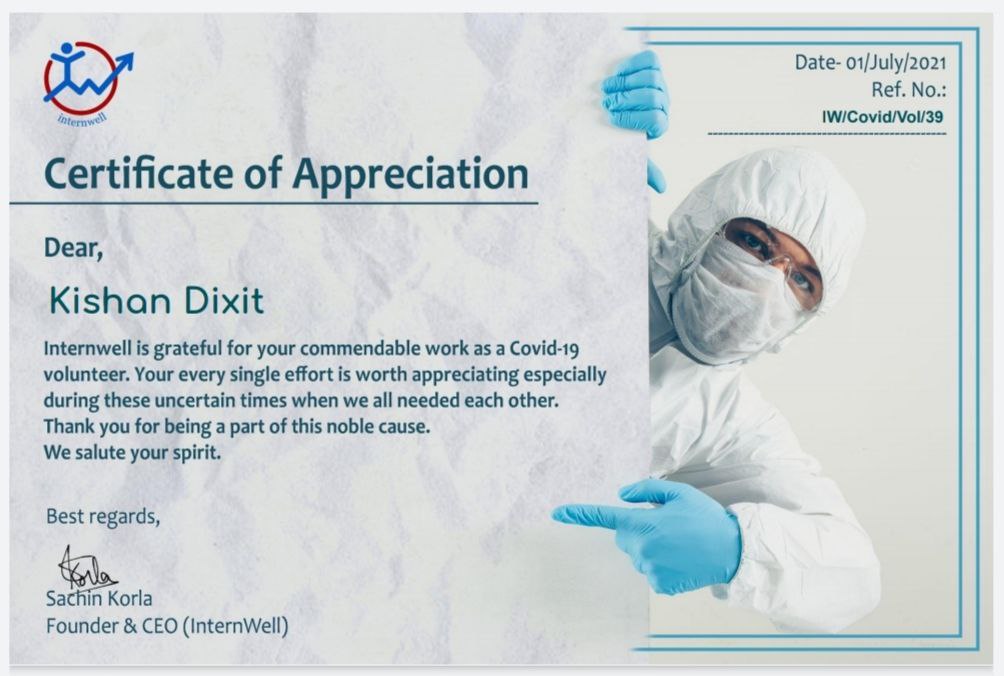 internwell
Date- 01/July/2021
Ref. No.:
IW/Covid/Vol/39
Certificate of Appreciation
Dear,
Kishan Dixit
Internwell is grateful for your commendable work as a Covid-19
volunteer. Your every single effort is worth appreciating especially
during these uncertain times when we all needed each other.
Thank you for being a part of this noble cause.
We salute your spirit.
Best regards,
Korla
Sachin Korla
Founder & CEO (InternWell)